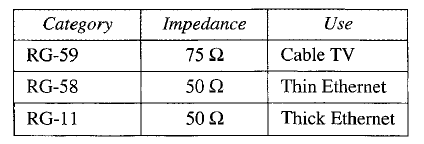 Category Impedance Use
RG-59 75 Ω Cable TV
RG-58 50 Ω Thin Ethernet
RG-11 50 Ω Thick Ethernet